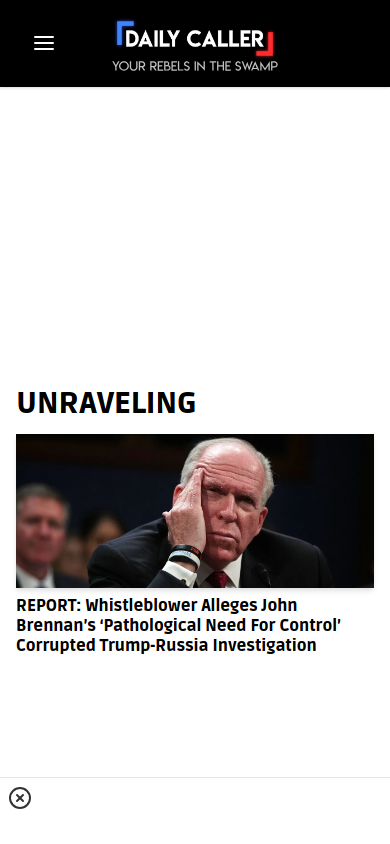 DAILY CALLER
YOUR REBELS IN THE SWAMP
UNRAVELING
REPORT: Whistleblower Alleges John
Brennan’s ‘Pathological Need For Control’
Corrupted Trump-Russia Investigation